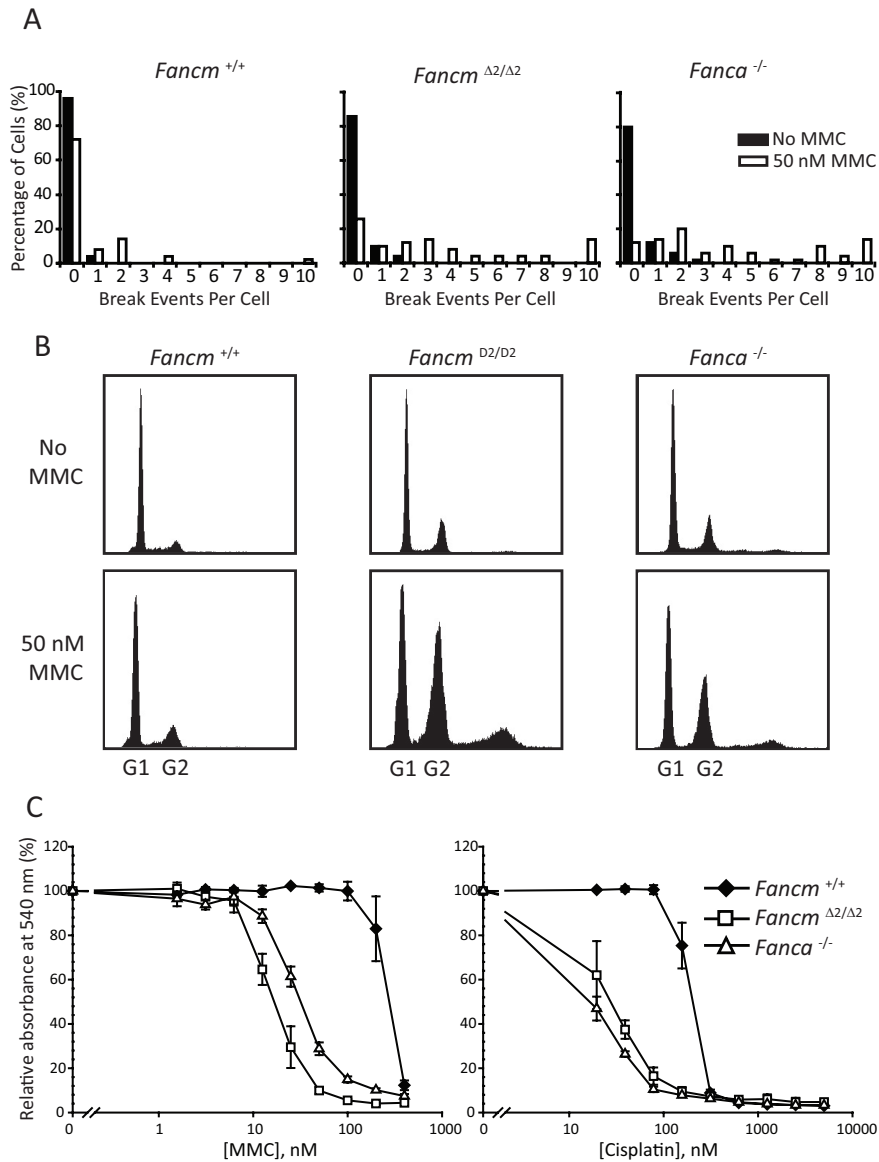 A
Fancm +/+
Fancm Δ2/Δ2
Fanca -/-
Percentage of Cells (%)
100
80
60
40
20
0
No MMC
50 nM MMC
0 1 2 3 4 5 6 7 8 9 10
0 1 2 3 4 5 6 7 8 9 10
0 1 2 3 4 5 6 7 8 9 10
Break Events Per Cell
Break Events Per Cell
Break Events Per Cell
B
Fancm +/+
Fancm D2/D2
Fanca -/-
No
MMC
50 nM
MMC
G1 G2
G1 G2
G1 G2
C
Relative absorbance at 540 nm (%)
120
100
80
60
40
20
0
0 1 10 100 1000
[MMC], nM
120
100
80
60
40
20
0
0 10 100 1000 10000
[Cisplatin], nM
Fancm +/+
Fancm Δ2/Δ2
Fanca -/-